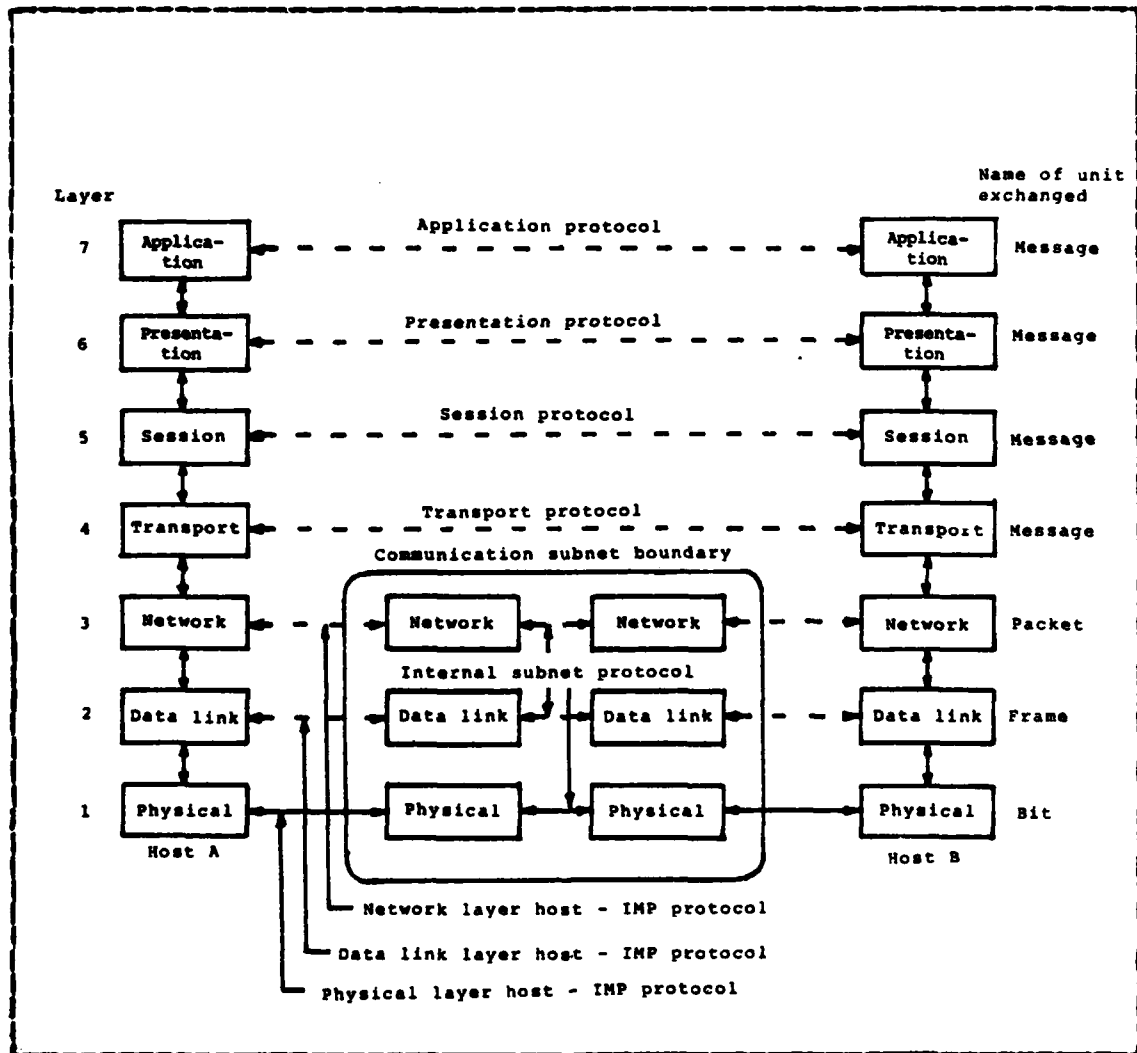 Name of unit
exchanged
Layer
7
Applica-
tion
Application protocol
Applica-
tion
Message
6
Presenta-
tion
Presentation protocol
Presenta-
tion
Message
5
Session
Session protocol
Session
Message
4
Transport
Transport protocol
Transport
Message
Communication subnet boundary
3
Network
Network
Network
Network
Packet
Internal subnet protocol
2
Data link
Data link
Data link
Data link
Frame
1
Physical
Physical
Physical
Physical
Bit
Host A
Host B
Network layer host - IMP protocol
Data link layer host - IMP protocol
Physical layer host - IMP protocol